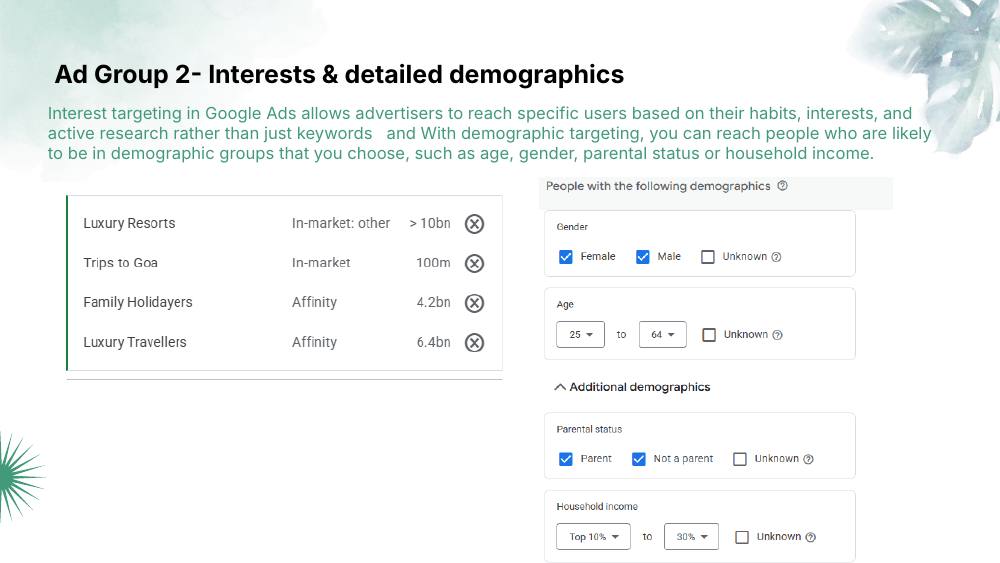 Ad Group 2- Interests & detailed demographics
Interest targeting in Google Ads allows advertisers to reach specific users based on their habits, interests, and
active research rather than just keywords   and With demographic targeting, you can reach people who are likely
to be in demographic groups that you choose, such as age, gender, parental status or household income.
Luxury Resorts In-market: other > 10bn
Trips to Goa In-market 100m
Family Holidayers Affinity 4.2bn
Luxury Travellers Affinity 6.4bn
People with the following demographics
Gender
Female Male Unknown
Age
25 to 64 Unknown
Additional demographics
Parental status
Parent Not a parent Unknown
Household income
Top 10% to 30% Unknown